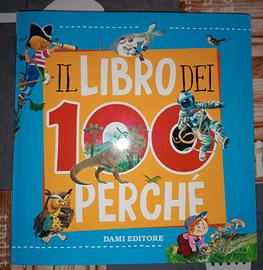 IL LIBRO DEI
100
PERCHÉ
DAMI EDITORE